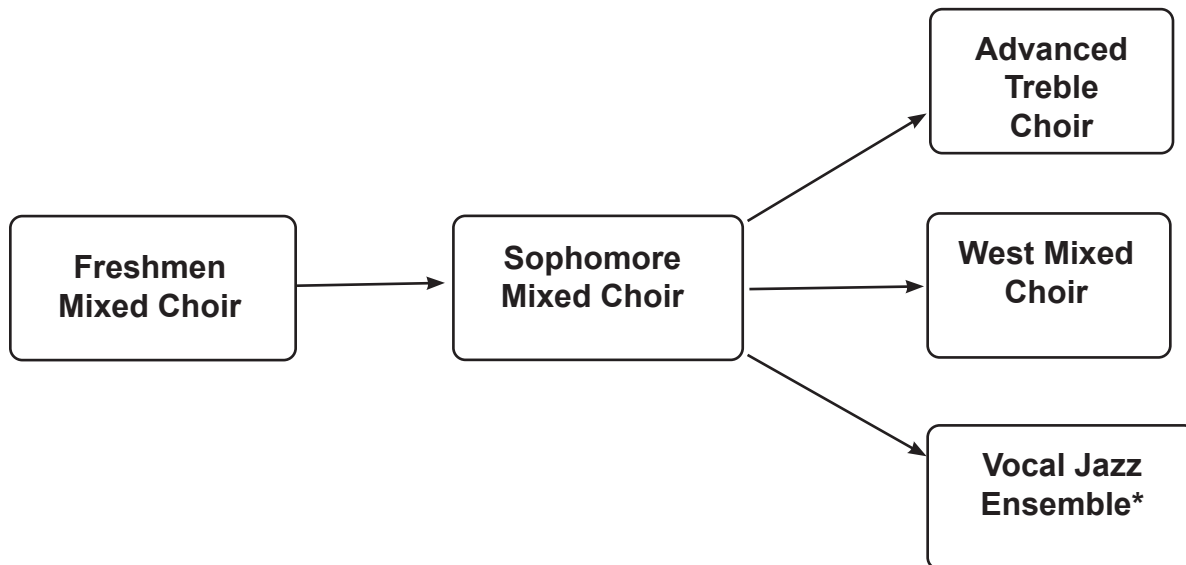 Advanced
Treble
Choir
Freshmen
Mixed Choir
Sophomore
Mixed Choir
West Mixed
Choir
Vocal Jazz
Ensemble*